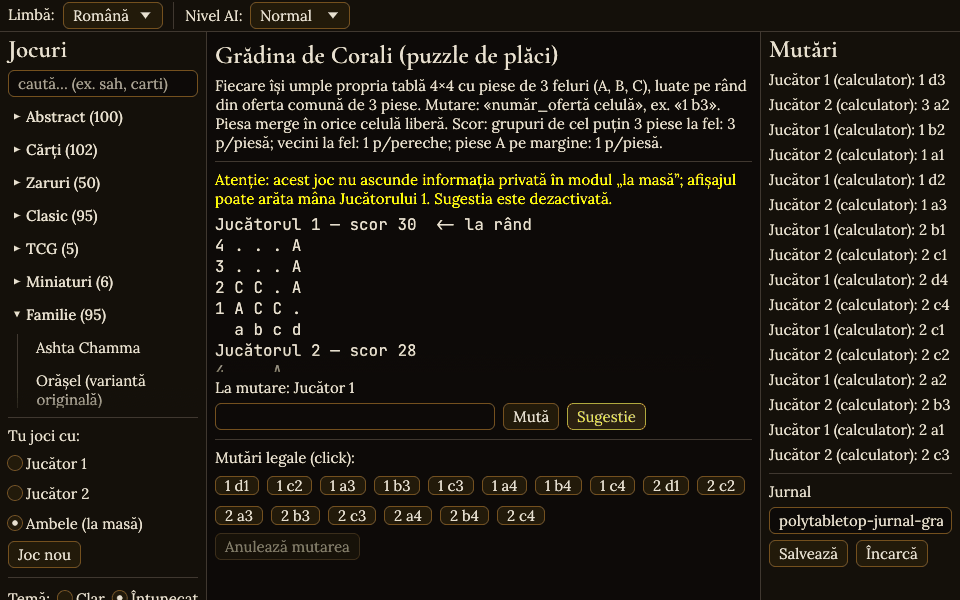 Limbă: Română ▼ Nivel AI: Normal ▼
Jocuri
caută... (ex. sah, carti)
▸ Abstract (100)
▸ Cărți (102)
▸ Zaruri (50)
▸ Clasic (95)
▸ TCG (5)
▸ Miniaturi (6)
▾ Familie (95)
Ashta Chamma
Orășel (variantă
originală)
Tu joci cu:
Jucător 1
Jucător 2
Ambele (la masă)
Joc nou
Temă: Clar Întunecat
Grădina de Corali (puzzle de plăci)
Fiecare își umple propria tablă 4×4 cu piese de 3 feluri (A, B, C), luate pe rând
din oferta comună de 3 piese. Mutare: «număr_ofertă celulă», ex. «1 b3».
Piesa merge în orice celulă liberă. Scor: grupuri de cel puțin 3 piese la fel: 3
p/piesă; vecini la fel: 1 p/pereche; piese A pe margine: 1 p/piesă.
Atenție: acest joc nu ascunde informația privată în modul „la masă”; afișajul
poate arăta mâna Jucătorului 1. Sugestia este dezactivată.
Jucătorul 1 — scor 30 ← la rând
4 . . . A
3 . . . A
2 C C . A
1 A C C .
a b c d
Jucătorul 2 — scor 28
La mutare: Jucător 1
Mută Sugestie
Mutări legale (click):
1 d1 1 c2 1 a3 1 b3 1 c3 1 a4 1 b4 1 c4 2 d1 2 c2
2 a3 2 b3 2 c3 2 a4 2 b4 2 c4
Anulează mutarea
Mutări
Jucător 1 (calculator): 1 d3
Jucător 2 (calculator): 3 a2
Jucător 1 (calculator): 1 b2
Jucător 2 (calculator): 1 a1
Jucător 1 (calculator): 1 d2
Jucător 2 (calculator): 1 a3
Jucător 1 (calculator): 2 b1
Jucător 2 (calculator): 2 c1
Jucător 1 (calculator): 2 d4
Jucător 2 (calculator): 2 c4
Jucător 1 (calculator): 2 c1
Jucător 2 (calculator): 2 c2
Jucător 1 (calculator): 2 a2
Jucător 2 (calculator): 2 b3
Jucător 1 (calculator): 2 a1
Jucător 2 (calculator): 2 c3
Jurnal
polytabletop-jurnal-gra
Salvează Încarcă